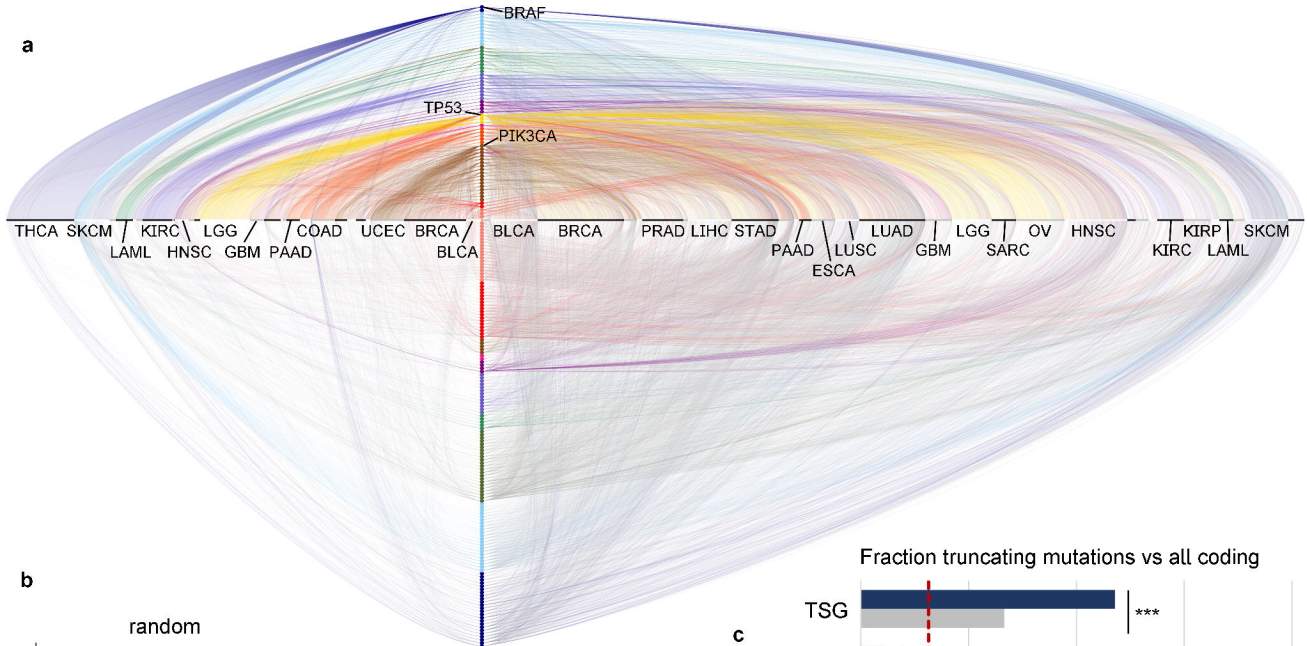 BRAF
a
TP53
PIK3CA
THCA SKCM KIRC LGG COAD UCEC BRCA BLCA BRCA PRAD LIHC STAD LUAD LGG OV HNSC KIRP SKCM
LAML HNSC GBM PAAD BLCA PAAD LUSC GBM SARC KIRC LAML
ESCA
Fraction truncating mutations vs all coding
b
TSG
***
random
c